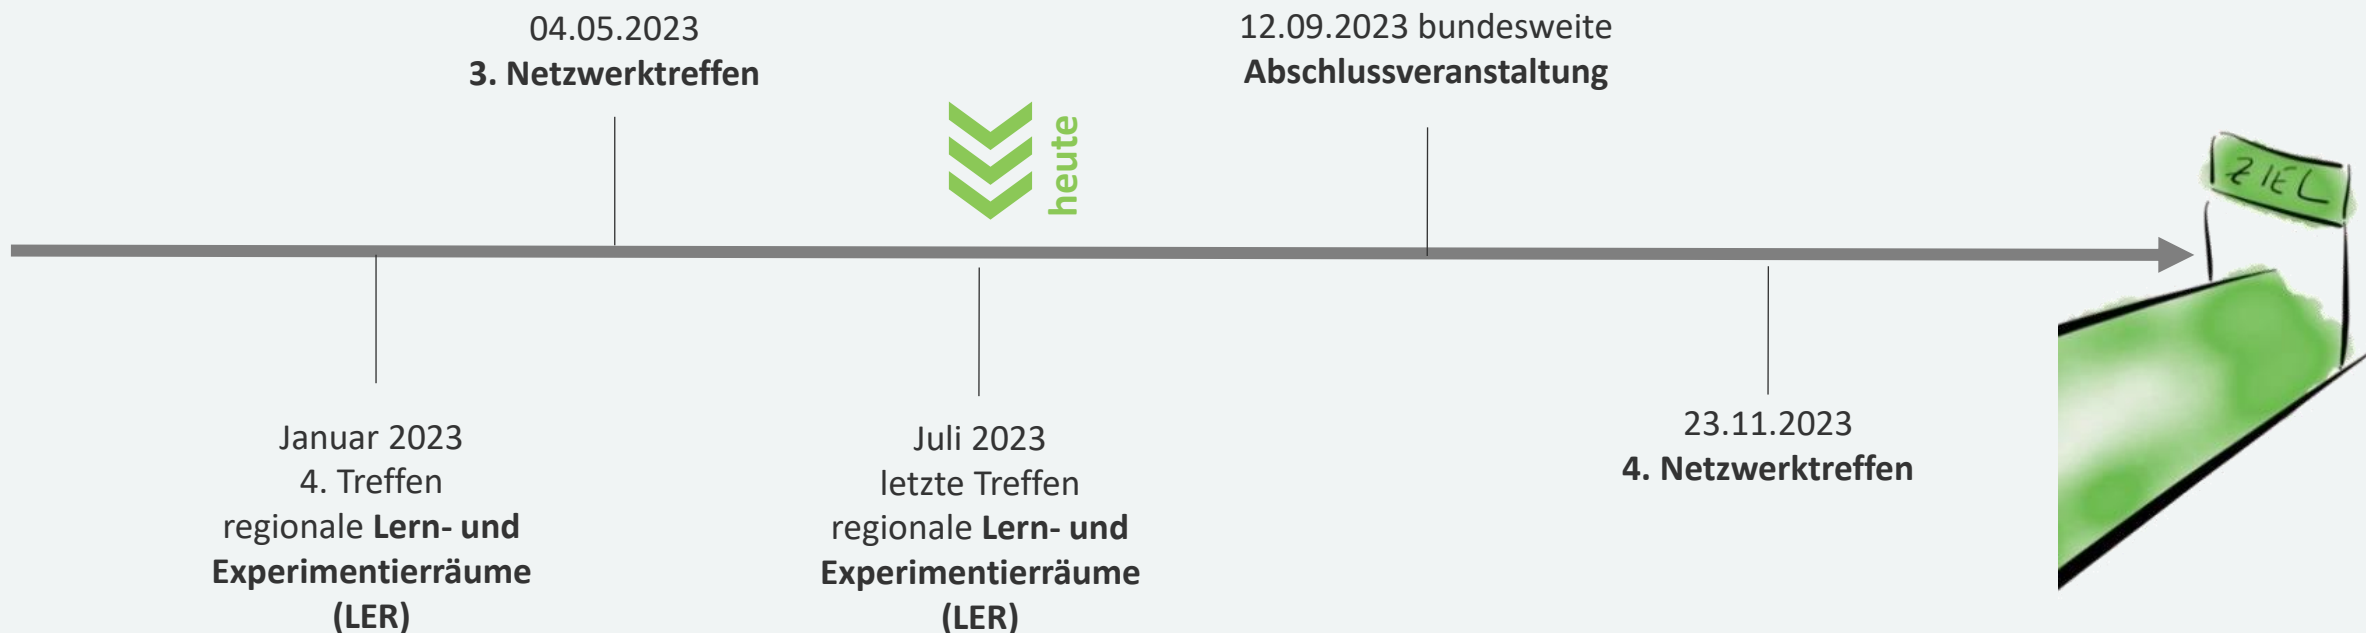 04.05.2023
3. Netzwerktreffen
12.09.2023 bundesweite
Abschlussveranstaltung
heute
ZIEL
Januar 2023
4. Treffen
regionale Lern- und
Experimentierräume
(LER)
Juli 2023
letzte Treffen
regionale Lern- und
Experimentierräume
(LER)
23.11.2023
4. Netzwerktreffen